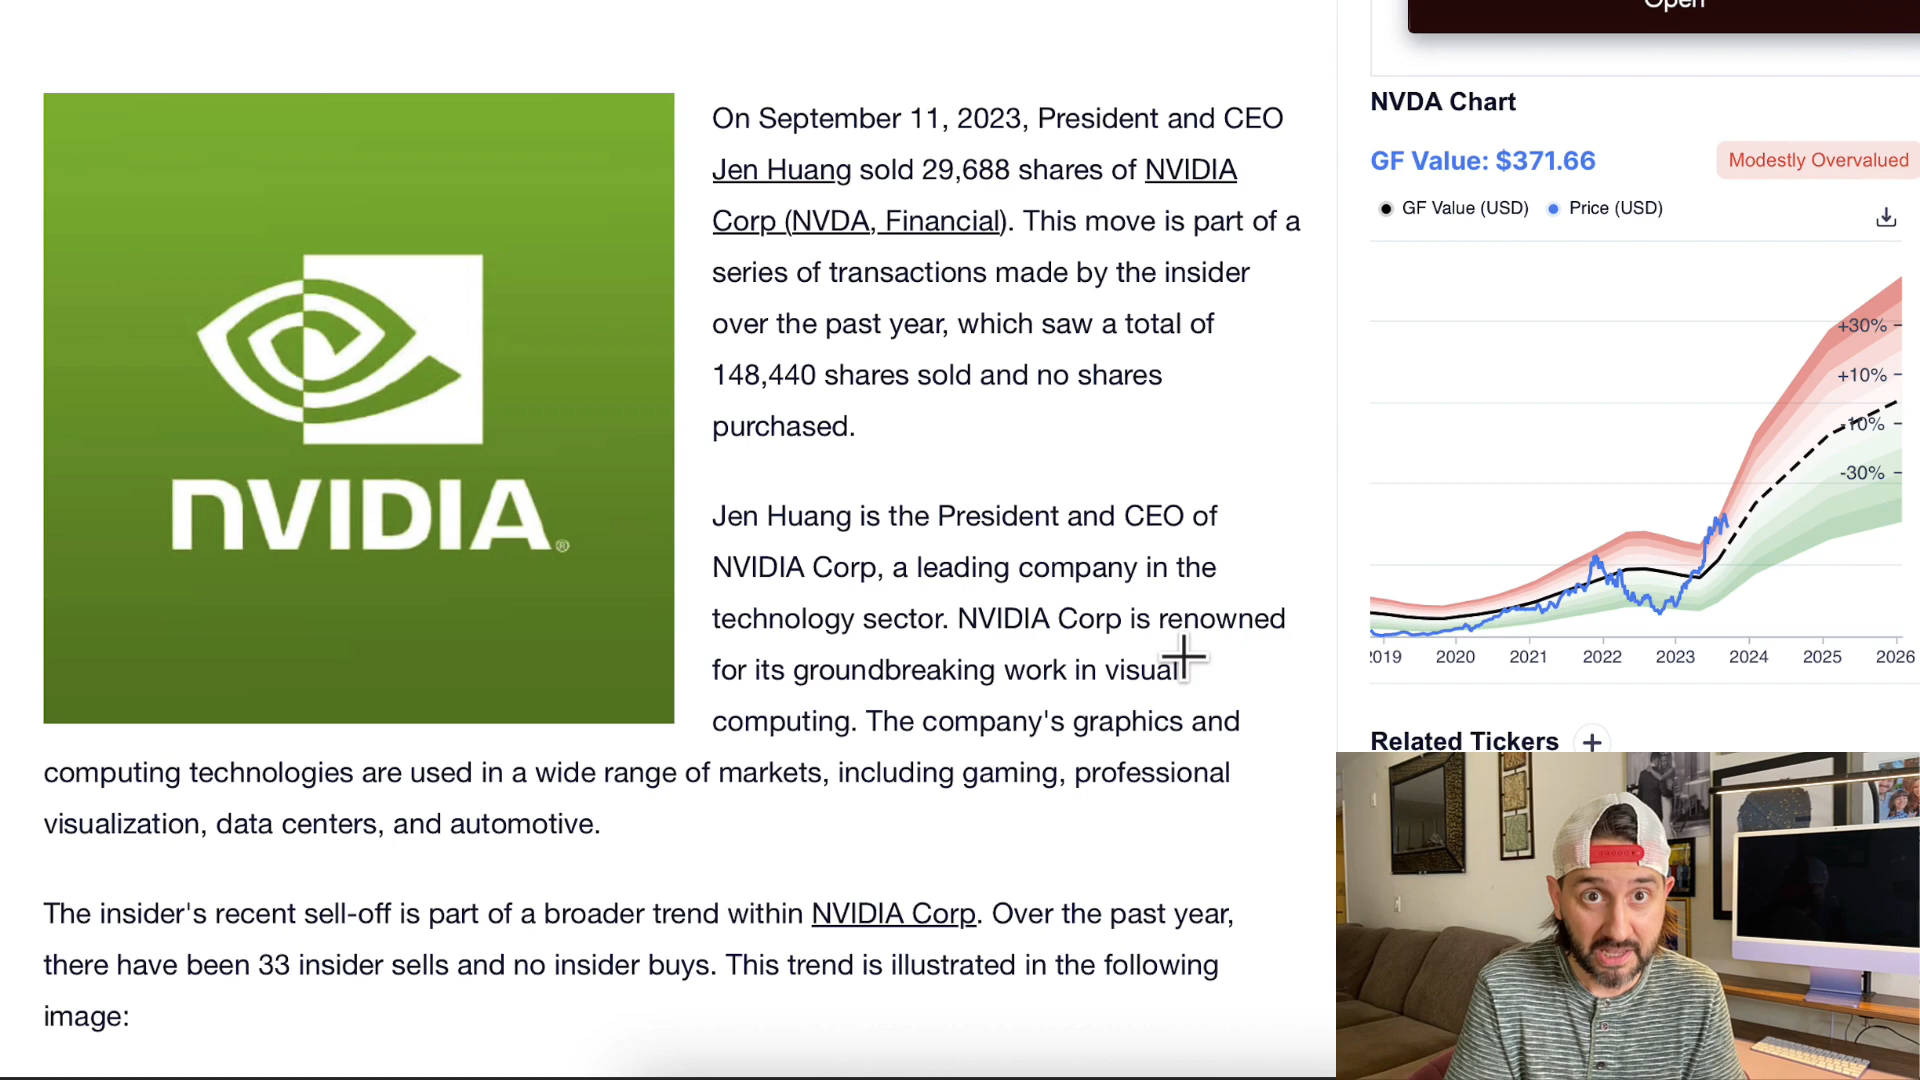 Open
NVIDIA®
On September 11, 2023, President and CEO
Jen Huang sold 29,688 shares of NVIDIA
Corp (NVDA, Financial). This move is part of a
series of transactions made by the insider
over the past year, which saw a total of
148,440 shares sold and no shares
purchased.
Jen Huang is the President and CEO of
NVIDIA Corp, a leading company in the
technology sector. NVIDIA Corp is renowned
for its groundbreaking work in visual
computing. The company's graphics and
computing technologies are used in a wide range of markets, including gaming, professional
visualization, data centers, and automotive.
The insider's recent sell-off is part of a broader trend within NVIDIA Corp. Over the past year,
there have been 33 insider sells and no insider buys. This trend is illustrated in the following
image:
NVDA Chart
GF Value: $371.66 Modestly Overvalued
GF Value (USD) Price (USD)
+30%
+10%
-10%
-30%
2019 2020 2021 2022 2023 2024 2025 2026
Related Tickers +